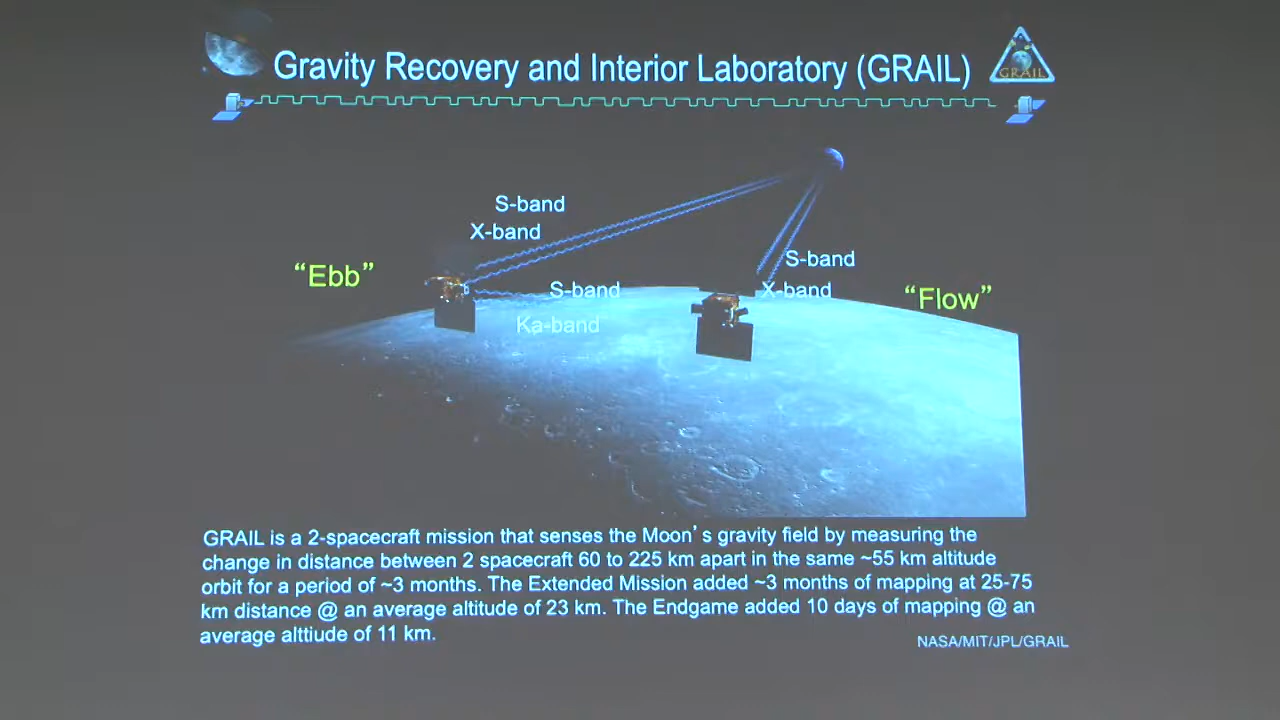 Gravity Recovery and Interior Laboratory (GRAIL)
GRAIL
S-band
X-band
S-band
"Ebb"
S-band
X-band
"Flow"
Ka-band
GRAIL is a 2-spacecraft mission that senses the Moon's gravity field by measuring the
change in distance between 2 spacecraft 60 to 225 km apart in the same ~55 km altitude
orbit for a period of ~3 months. The Extended Mission added ~3 months of mapping at 25-75
km distance @ an average altitude of 23 km. The Endgame added 10 days of mapping @ an
average alttiude of 11 km.
NASA/MIT/JPL/GRAIL